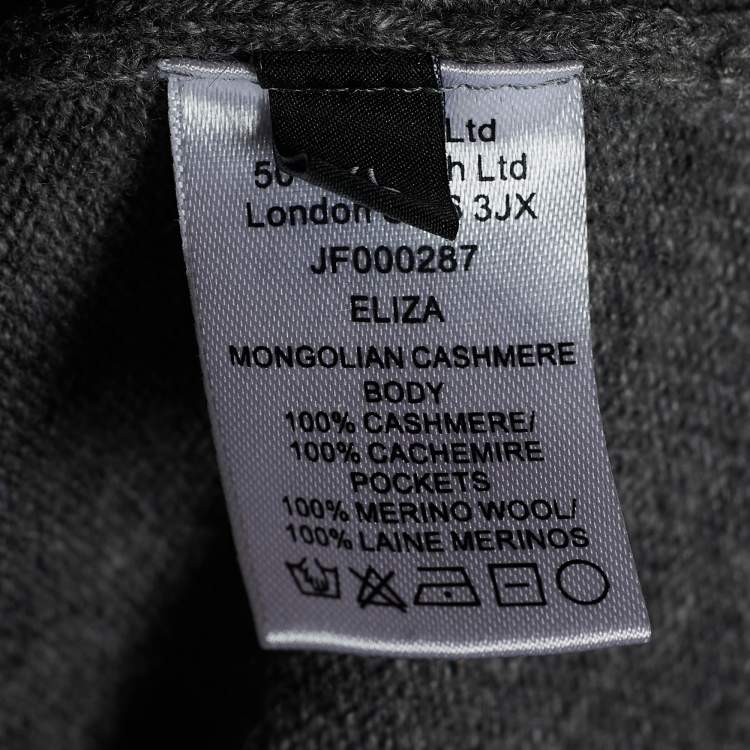 Ltd
Ltd
London 3JX
JF000287
ELIZA
MONGOLIAN CASHMERE
BODY
100% CASHMERE/
100% CACHEMIRE
POCKETS
100% MERINO WOOL/
100% LAINE MERINOS